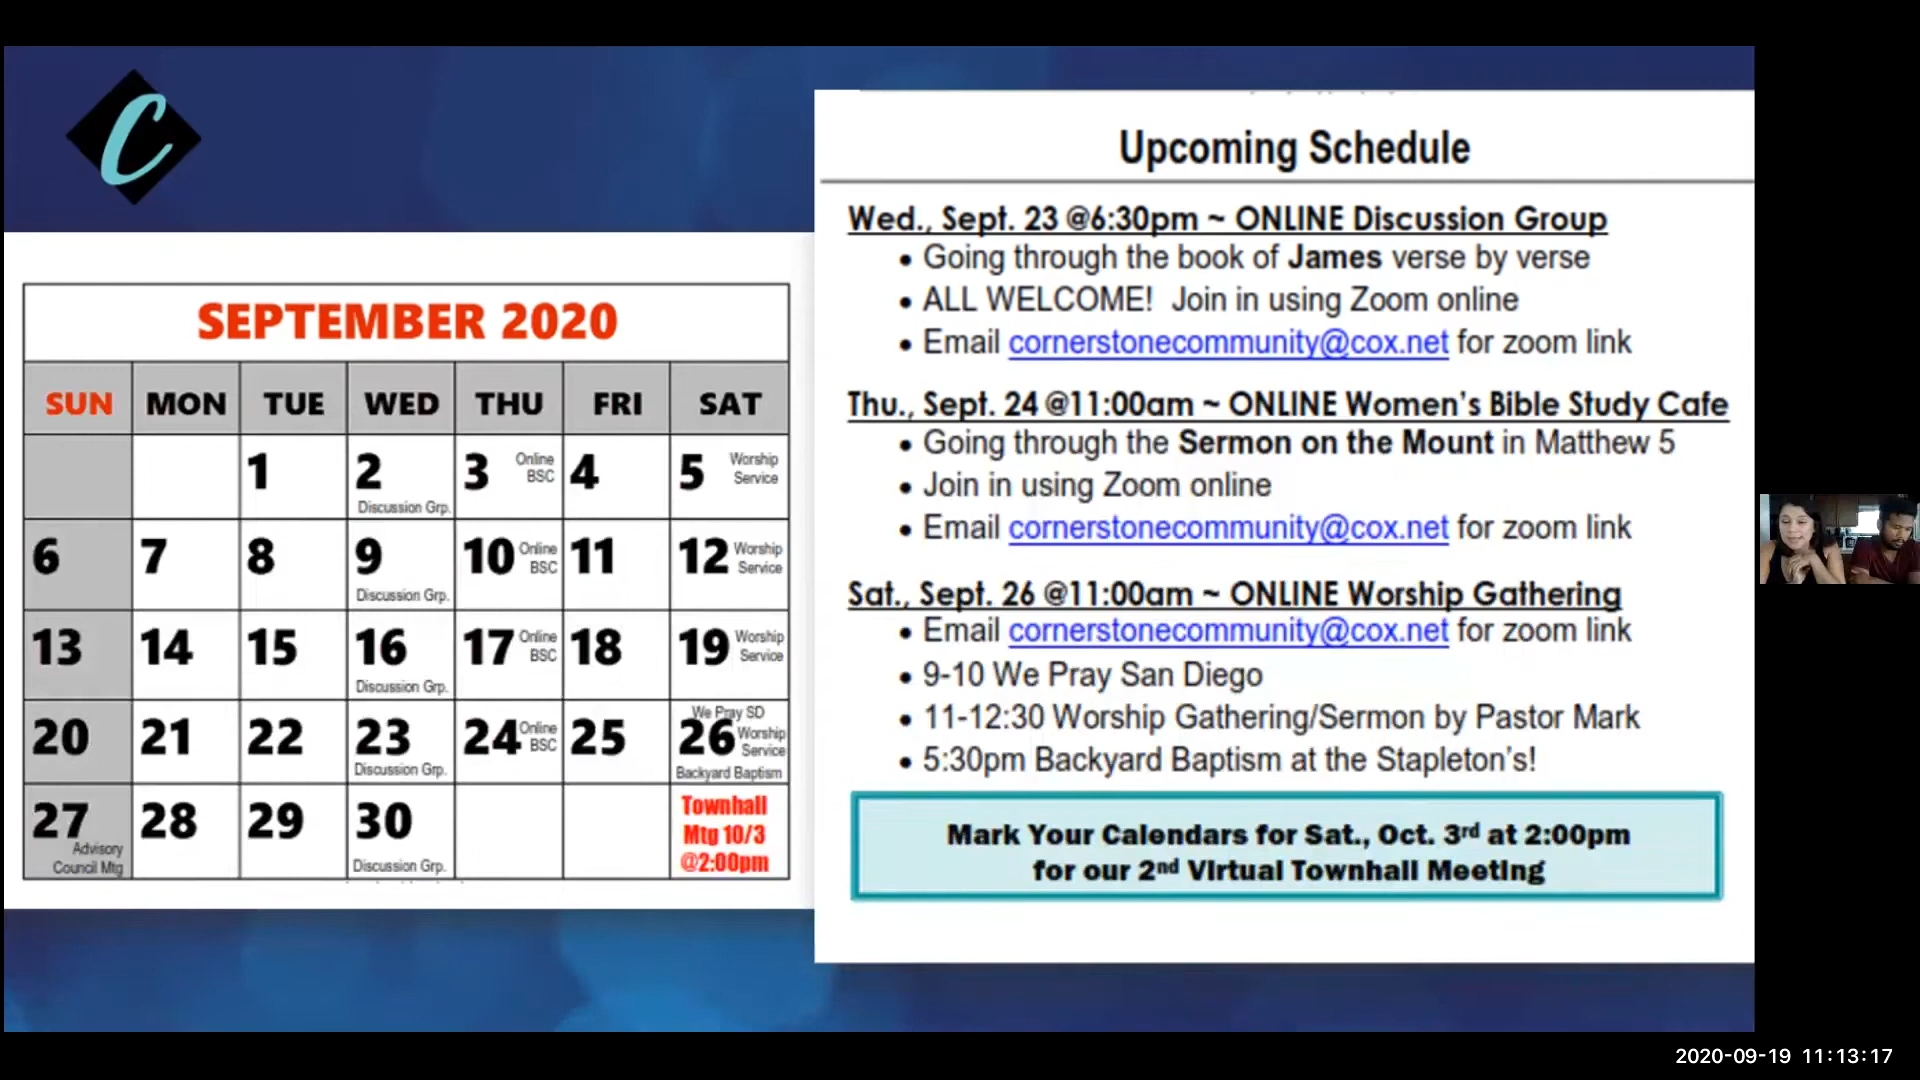 C
SEPTEMBER 2020
SUN MON TUE WED THU FRI SAT
1 2 Discussion Grp. 3 Online BSC 4 5 Worship Service
6 7 8 9 Discussion Grp. 10 Online BSC 11 12 Worship Service
13 14 15 16 Discussion Grp. 17 Online BSC 18 19 Worship Service
20 21 22 23 Discussion Grp. 24 Online BSC 25 We Pray SD 26 Worship Service Backyard Baptism
27 Advisory Council Mtg 28 29 30 Discussion Grp. Townhall Mtg 10/3 @2:00pm
Upcoming Schedule
Wed., Sept. 23 @6:30pm ~ ONLINE Discussion Group
• Going through the book of James verse by verse
• ALL WELCOME! Join in using Zoom online
• Email cornerstonecommunity@cox.net for zoom link
Thu., Sept. 24 @11:00am ~ ONLINE Women's Bible Study Cafe
• Going through the Sermon on the Mount in Matthew 5
• Join in using Zoom online
• Email cornerstonecommunity@cox.net for zoom link
Sat., Sept. 26 @11:00am ~ ONLINE Worship Gathering
• Email cornerstonecommunity@cox.net for zoom link
• 9-10 We Pray San Diego
• 11-12:30 Worship Gathering/Sermon by Pastor Mark
• 5:30pm Backyard Baptism at the Stapleton's!
Mark Your Calendars for Sat., Oct. 3rd at 2:00pm
for our 2nd Virtual Townhall Meeting
2020-09-19 11:13:17